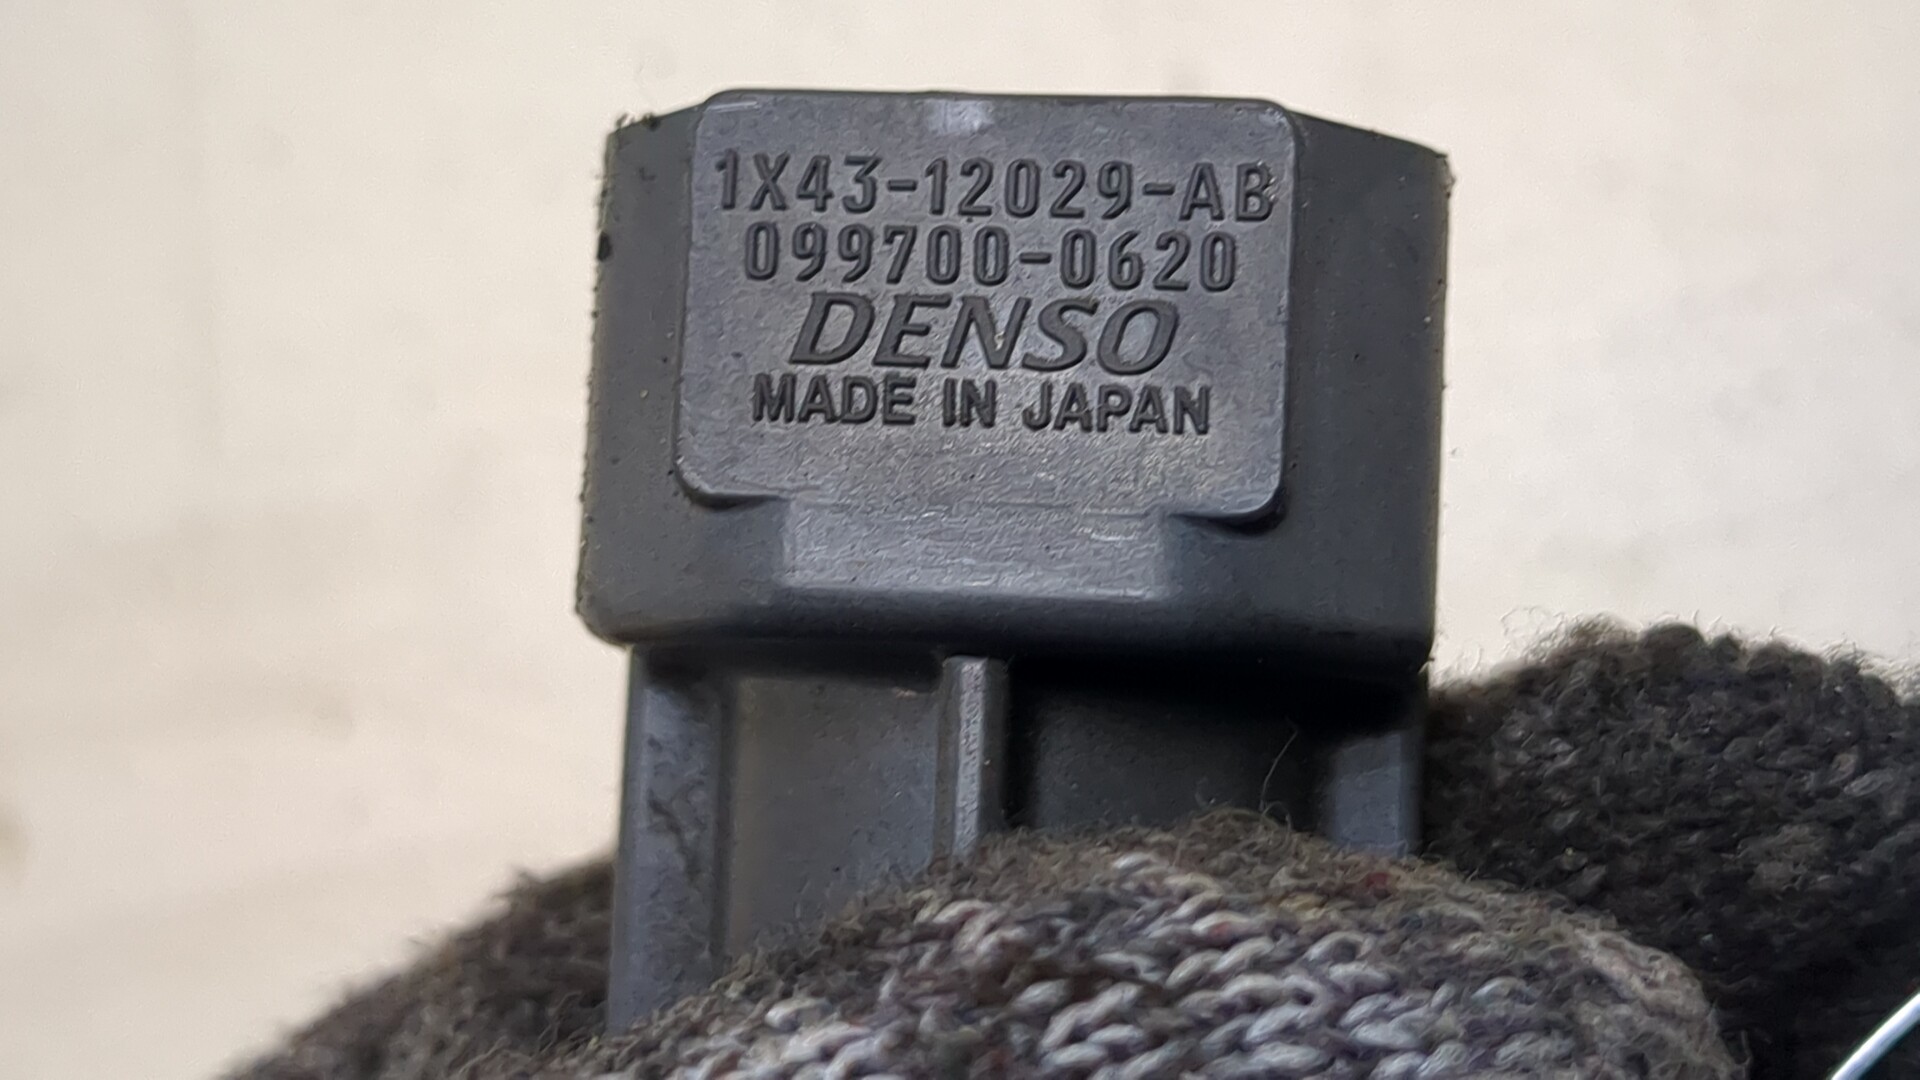 1X43-12029-AB
099700-0620
DENSO
MADE IN JAPAN